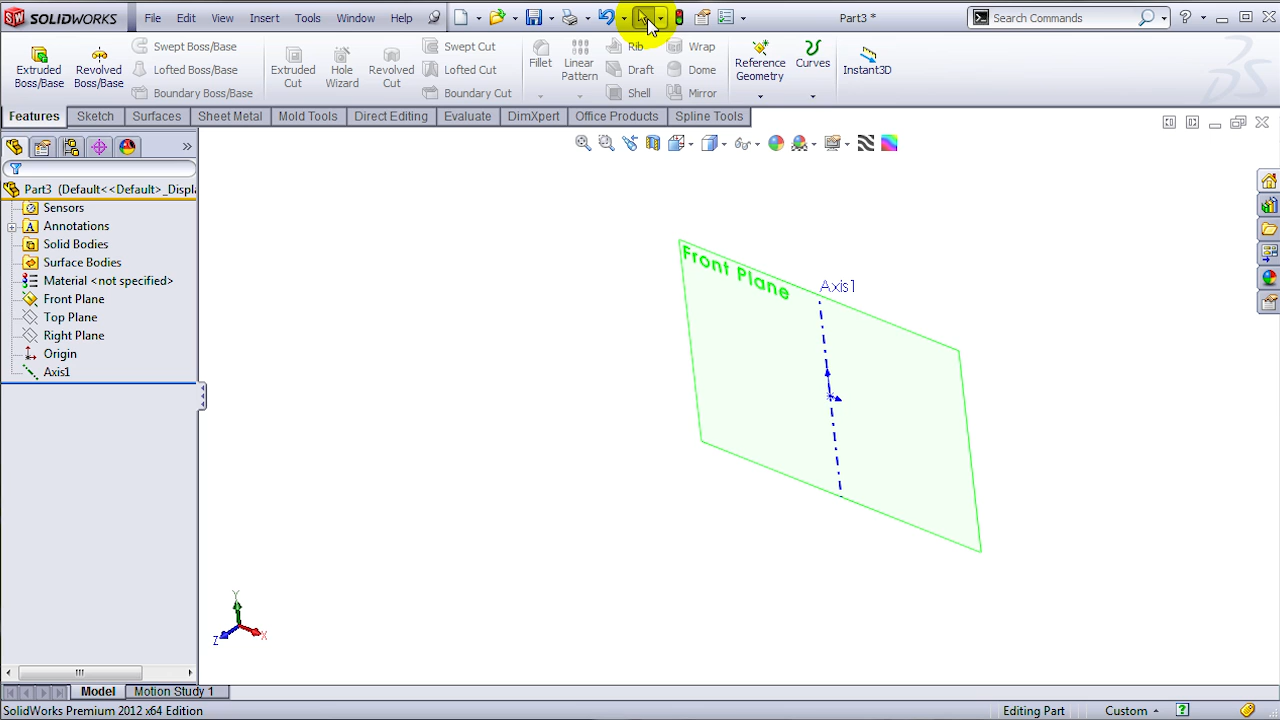 SOLIDWORKS File Edit View Insert Tools Window Help Part3 * Search Commands
Extruded Boss/Base
Revolved Boss/Base
Swept Boss/Base
Lofted Boss/Base
Boundary Boss/Base
Extruded Cut
Hole Wizard
Revolved Cut
Swept Cut
Lofted Cut
Boundary Cut
Fillet
Linear Pattern
Rib
Draft
Shell
Wrap
Dome
Mirror
Reference Geometry
Curves
Instant3D
Features Sketch Surfaces Sheet Metal Mold Tools Direct Editing Evaluate DimXpert Office Products Spline Tools
Part3 (Default<<Default>_Displa
Sensors
Annotations
Solid Bodies
Surface Bodies
Material <not specified>
Front Plane
Top Plane
Right Plane
Origin
Axis1
Front Plane
Axis1
Y
Z
X
Model Motion Study 1
SolidWorks Premium 2012 x64 Edition Editing Part Custom